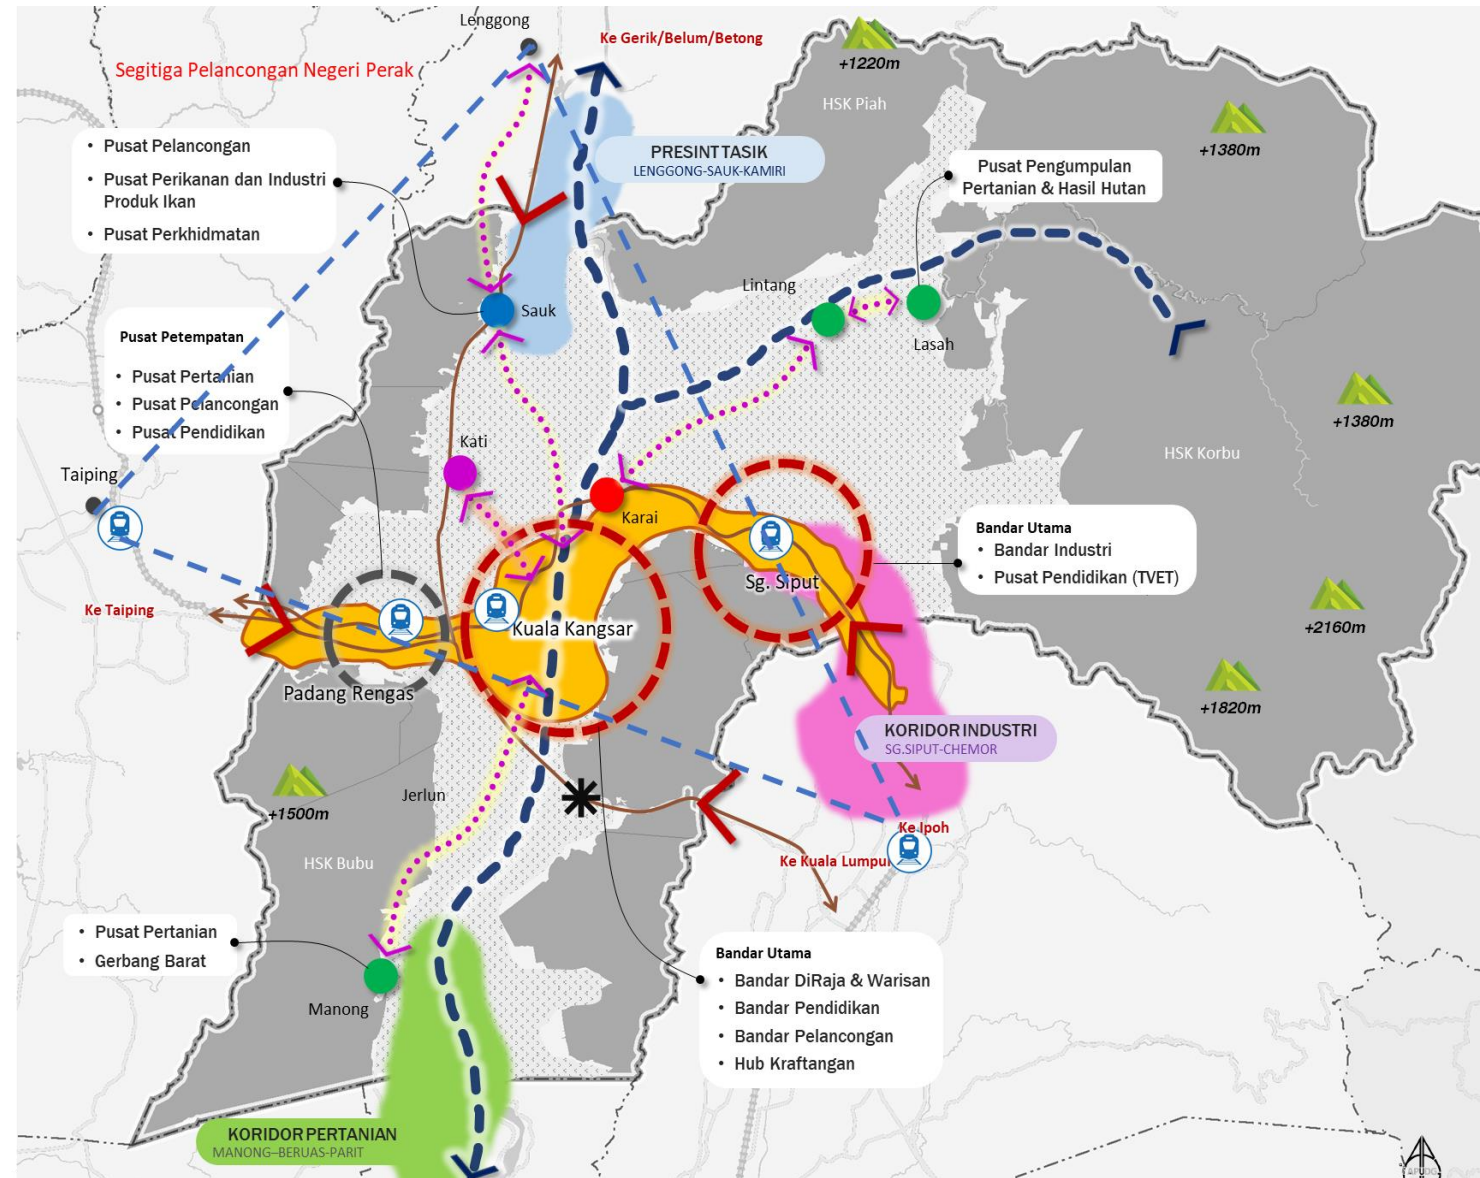 Lenggong
Ke Gerik/Belum/Betong
Segitiga Pelancongan Negeri Perak
+1220m
HSK Piah
+1380m
• Pusat Pelancongan
• Pusat Perikanan dan Industri
Produk Ikan
• Pusat Perkhidmatan
PRESINT TASIK
LENGGONG-SAUK-KAMIRI
Pusat Pengumpulan
Pertanian & Hasil Hutan
Lintang
Sauk
Lasah
Pusat Petempatan
• Pusat Pertanian
• Pusat Pelancongan
• Pusat Pendidikan
+1380m
Kati
HSK Korbu
Taiping
Karai
Bandar Utama
• Bandar Industri
• Pusat Pendidikan (TVET)
Sg. Siput
Ke Taiping
Kuala Kangsar
+2160m
Padang Rengas
+1820m
KORIDOR INDUSTRI
SG.SIPUT-CHEMOR
Jerlun
+1500m
Ke Ipoh
HSK Bubu
Ke Kuala Lumpur
• Pusat Pertanian
• Gerbang Barat
Manong
Bandar Utama
• Bandar DiRaja & Warisan
• Bandar Pendidikan
• Bandar Pelancongan
• Hub Kraftangan
KORIDOR PERTANIAN
MANONG–BERUAS-PARIT